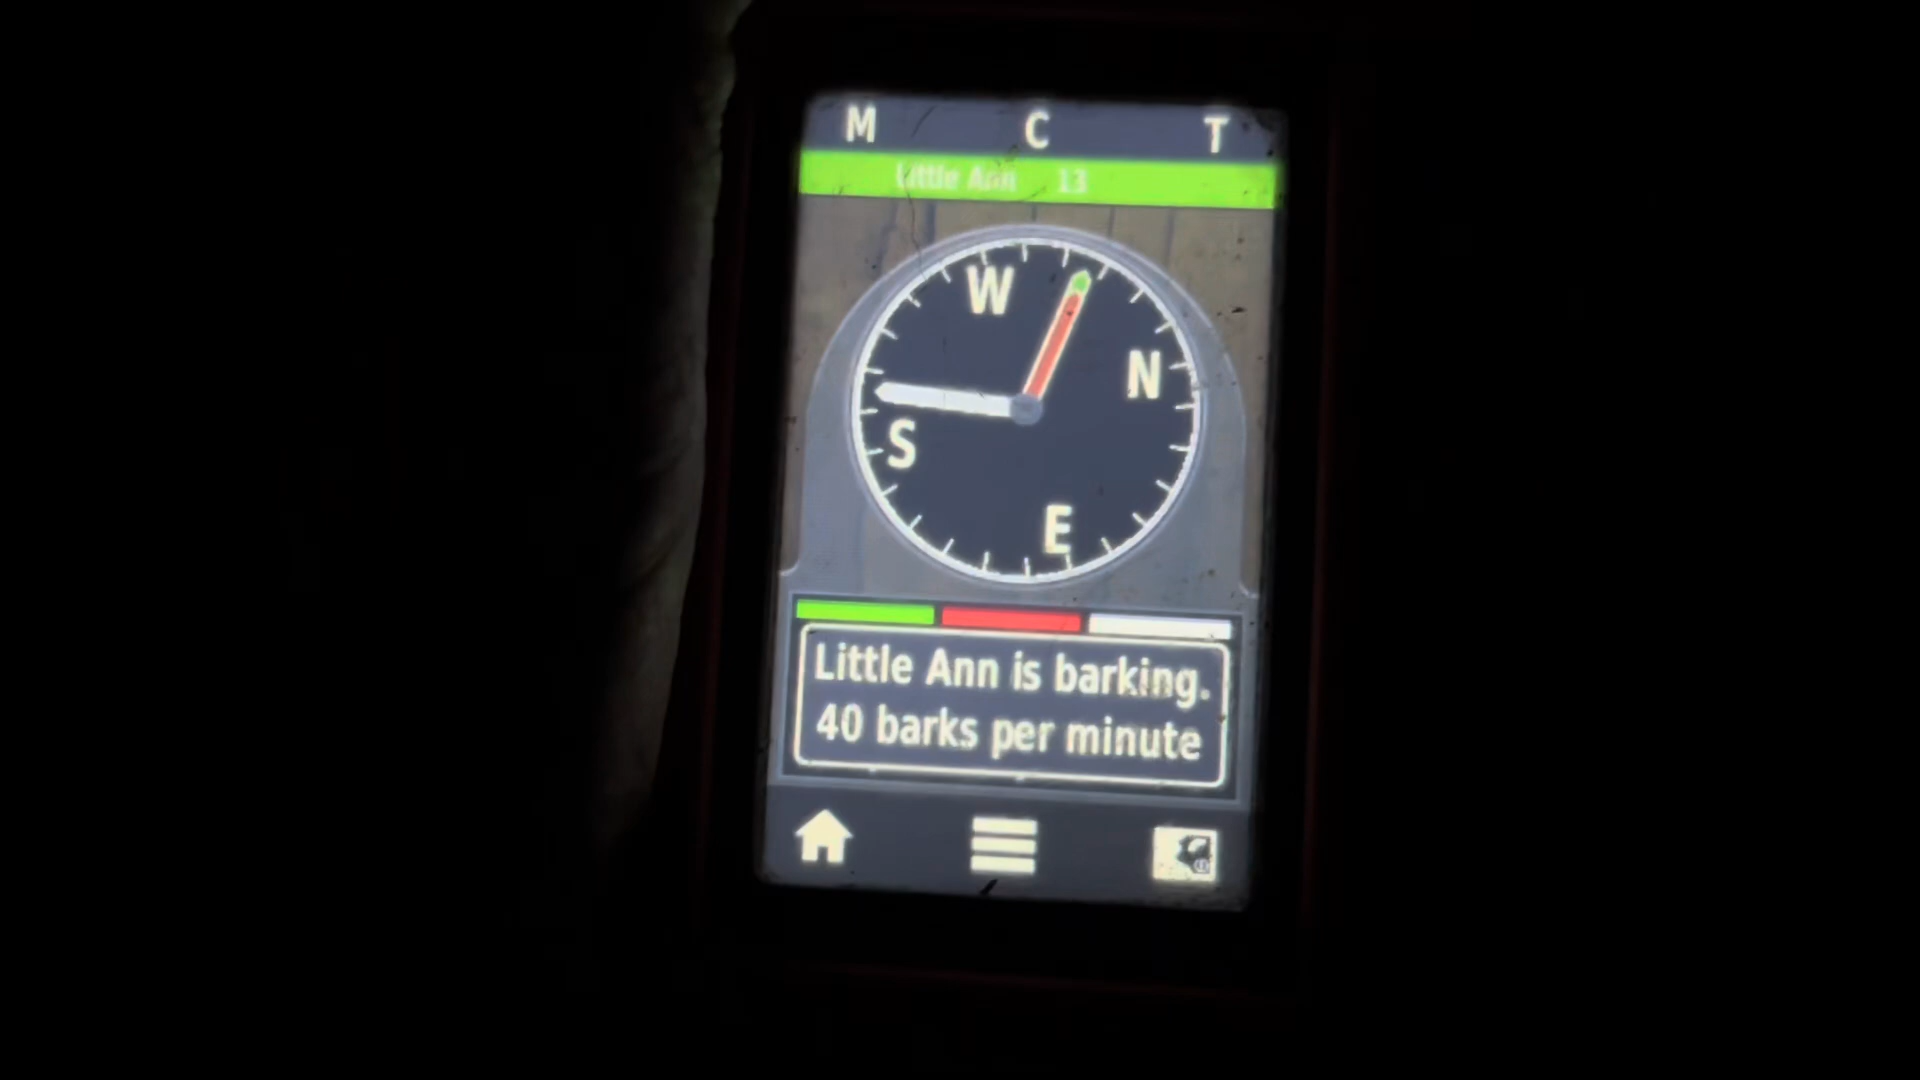 M C T
Little Ann 13
W
N
S
E
Little Ann is barking.
40 barks per minute